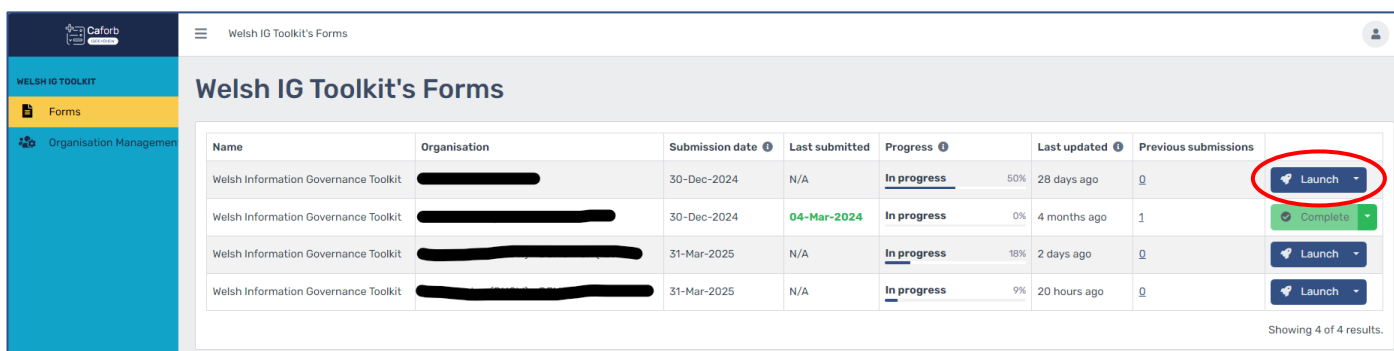 Caforb
Welsh IG Toolkit's Forms
WELSH IG TOOLKIT
Forms
Organisation Managemen
Welsh IG Toolkit's Forms
Name Organisation Submission date Last submitted Progress Last updated Previous submissions
Welsh Information Governance Toolkit 30-Dec-2024 N/A In progress 50% 28 days ago 0 Launch
Welsh Information Governance Toolkit 30-Dec-2024 04-Mar-2024 In progress 0% 4 months ago 1 Complete
Welsh Information Governance Toolkit 31-Mar-2025 N/A In progress 18% 2 days ago 0 Launch
Welsh Information Governance Toolkit 31-Mar-2025 N/A In progress 9% 20 hours ago 0 Launch
Showing 4 of 4 results.